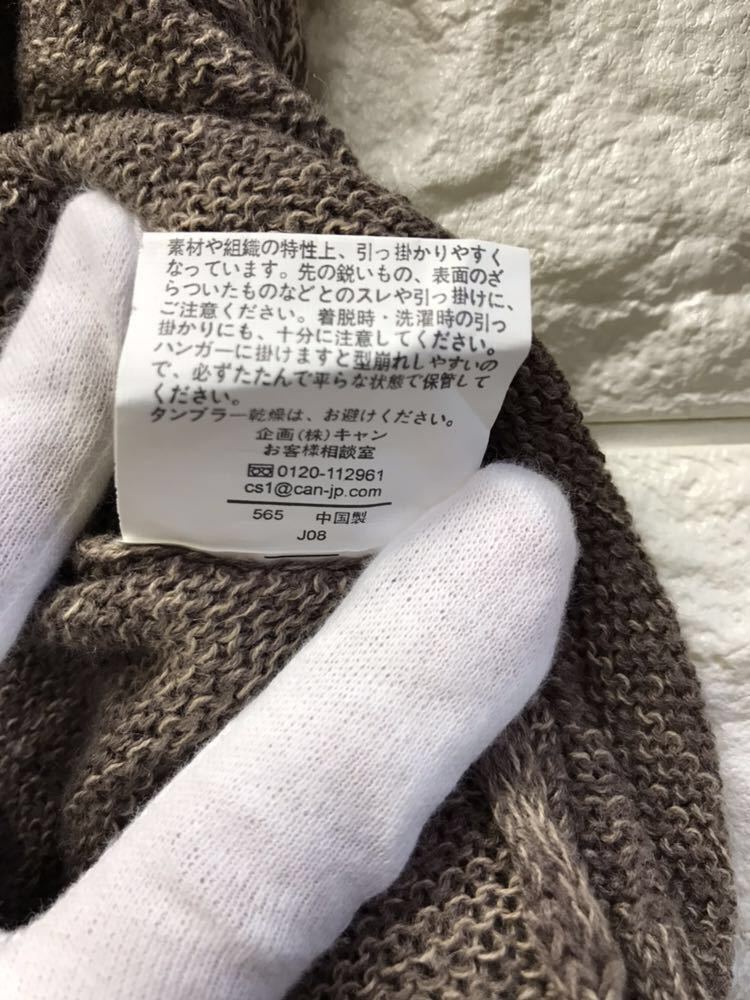 素材や組織の特性上、引っ掛かりやすく
なっています。先の鋭いもの、表面のざ
らついたものなどとのスレや引っ掛けに、
ご注意ください。着脱時・洗濯時の引っ
掛かりにも、十分に注意してください。
ハンガーに掛けますと型崩れしやすいの
で、必ずたたんで平らな状態で保管して
ください。
タンブラー乾燥は、お避けください。
企画(株)キャン
お客様相談室
0120-112961
cs1@can-jp.com
565 中国製
J08